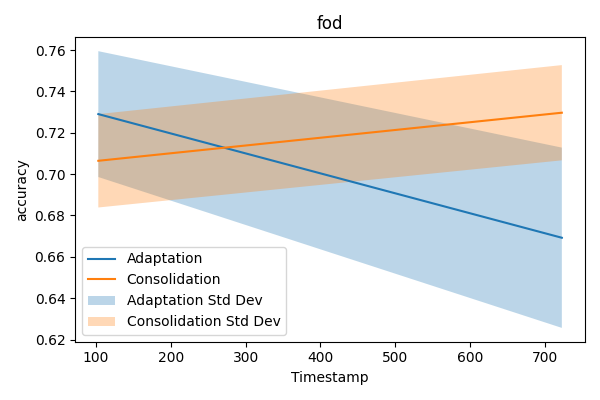 fod
accuracy
0.76
0.74
0.72
0.70
0.68
0.66
0.64
0.62
Adaptation
Consolidation
Adaptation Std Dev
Consolidation Std Dev
100 200 300 400 500 600 700
Timestamp